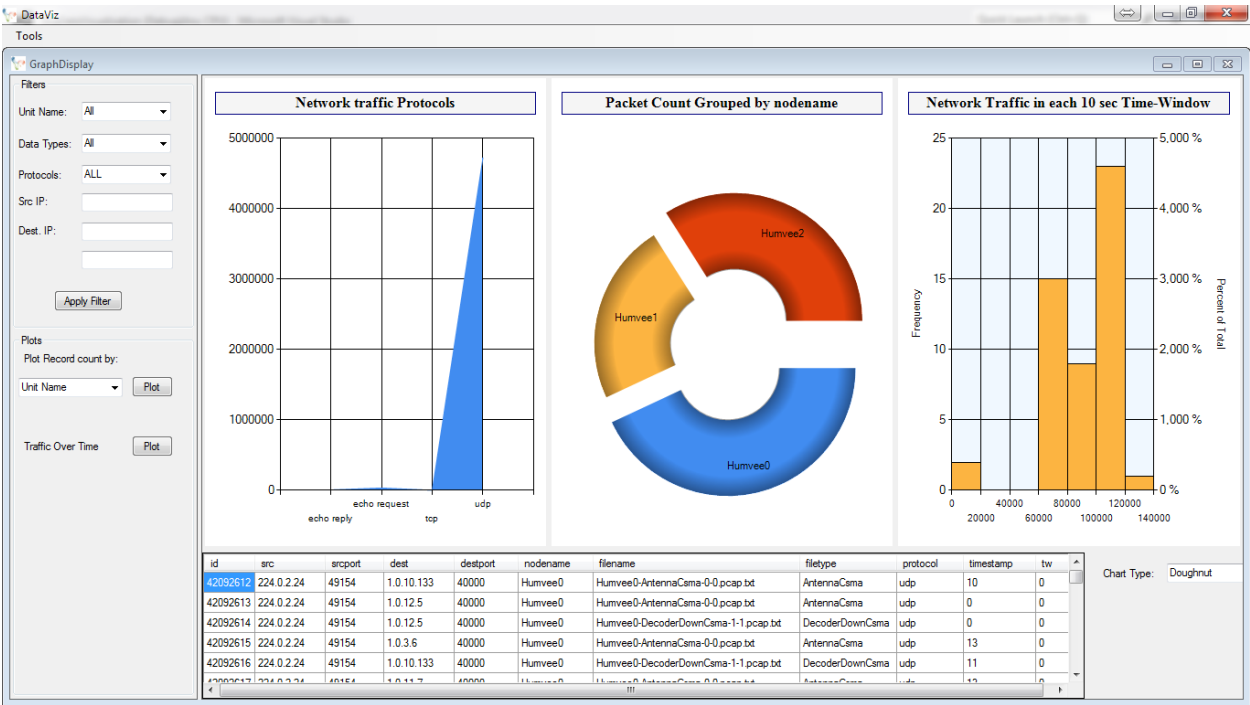 DataViz
Tools
GraphDisplay
Filters
Unit Name: All
Data Types: All
Protocols: ALL
Src IP:
Dest. IP:
Apply Filter
Plots
Plot Record count by:
Unit Name Plot
Traffic Over Time Plot
Network traffic Protocols
5000000
4000000
3000000
2000000
1000000
0
echo request udp
echo reply tcp
Packet Count Grouped by nodename
Humvee2
Humvee1
Humvee0
Network Traffic in each 10 sec Time-Window
25 5,000 %
20 4,000 %
15 3,000 %
10 2,000 %
5 1,000 %
0 0 %
Frequency
Percent of Total
0 40000 80000 120000
20000 60000 100000 140000
id src srcport dest destport nodename filename filetype protocol timestamp tw
42092612 224.0.2.24 49154 1.0.10.133 40000 Humvee0 Humvee0-AntennaCsma-0-0.pcap.txt AntennaCsma udp 10 0
42092613 224.0.2.24 49154 1.0.12.5 40000 Humvee0 Humvee0-AntennaCsma-0-0.pcap.txt AntennaCsma udp 0 0
42092614 224.0.2.24 49154 1.0.12.5 40000 Humvee0 Humvee0-DecoderDownCsma-1-1.pcap.txt DecoderDownCsma udp 0 0
42092615 224.0.2.24 49154 1.0.3.6 40000 Humvee0 Humvee0-AntennaCsma-0-0.pcap.txt AntennaCsma udp 13 0
42092616 224.0.2.24 49154 1.0.10.133 40000 Humvee0 Humvee0-DecoderDownCsma-1-1.pcap.txt DecoderDownCsma udp 11 0
Chart Type: Doughnut